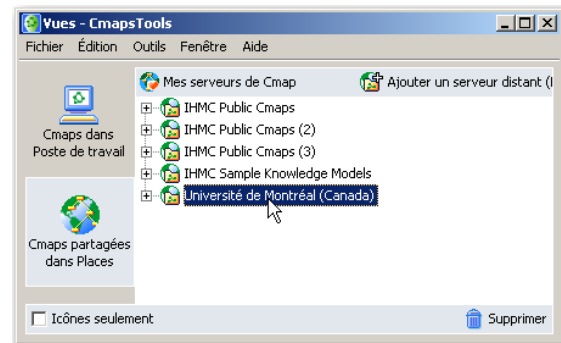 Vues - CmapsTools
Fichier Édition Outils Fenêtre Aide
Mes serveurs de Cmap Ajouter un serveur distant (I
IHMC Public Cmaps
IHMC Public Cmaps (2)
IHMC Public Cmaps (3)
IHMC Sample Knowledge Models
Université de Montréal (Canada)
Cmaps dans
Poste de travail
Cmaps partagées
dans Places
Icônes seulement
Supprimer